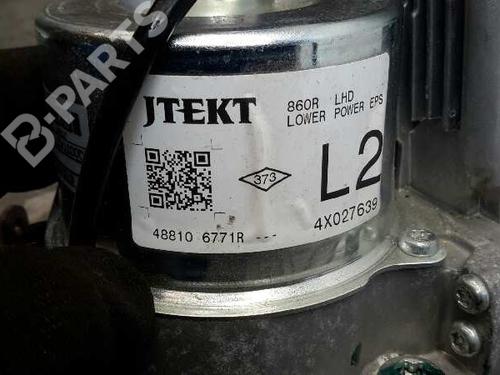 B-PARTS
JTEKT
860R LHD
LOWER POWER EPS
373
L2
48810 6771R
4X027639